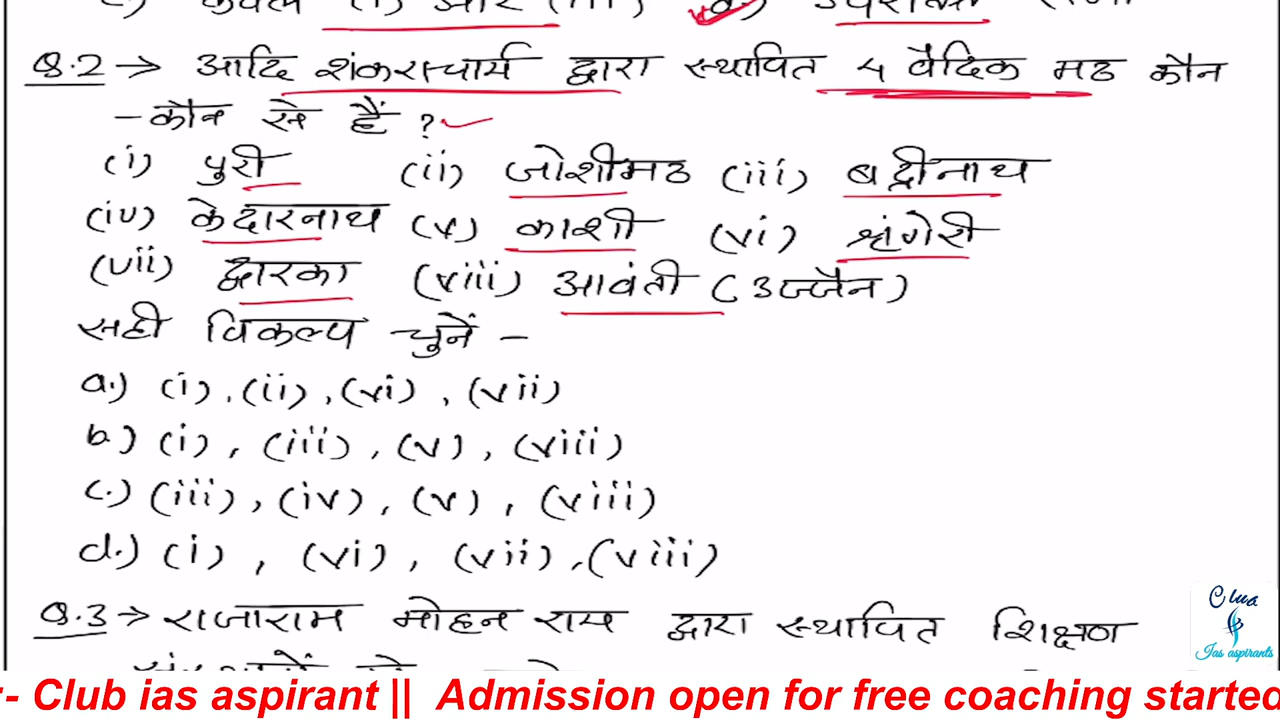 Q.2 → आदि शंकराचार्य द्वारा स्थापित 4 वैदिक मठ कौन
- कौन से हैं ?
(i) पुरी (ii) जोशीमठ (iii) बद्रीनाथ
(iv) केदारनाथ (v) काशी (vi) श्रृंगेरी
(vii) द्वारका (viii) आवंती (उज्जैन)
सही विकल्प चुनें -
a.) (i), (ii), (vi), (vii)
b.) (i), (iii), (v), (viii)
c.) (iii), (iv), (v), (viii)
d.) (i), (vi), (vii), (viii)
Q.3 → राजाराम मोहन राय द्वारा स्थापित शिक्षण
Club
Ias aspirants
:- Club ias aspirant || Admission open for free coaching started